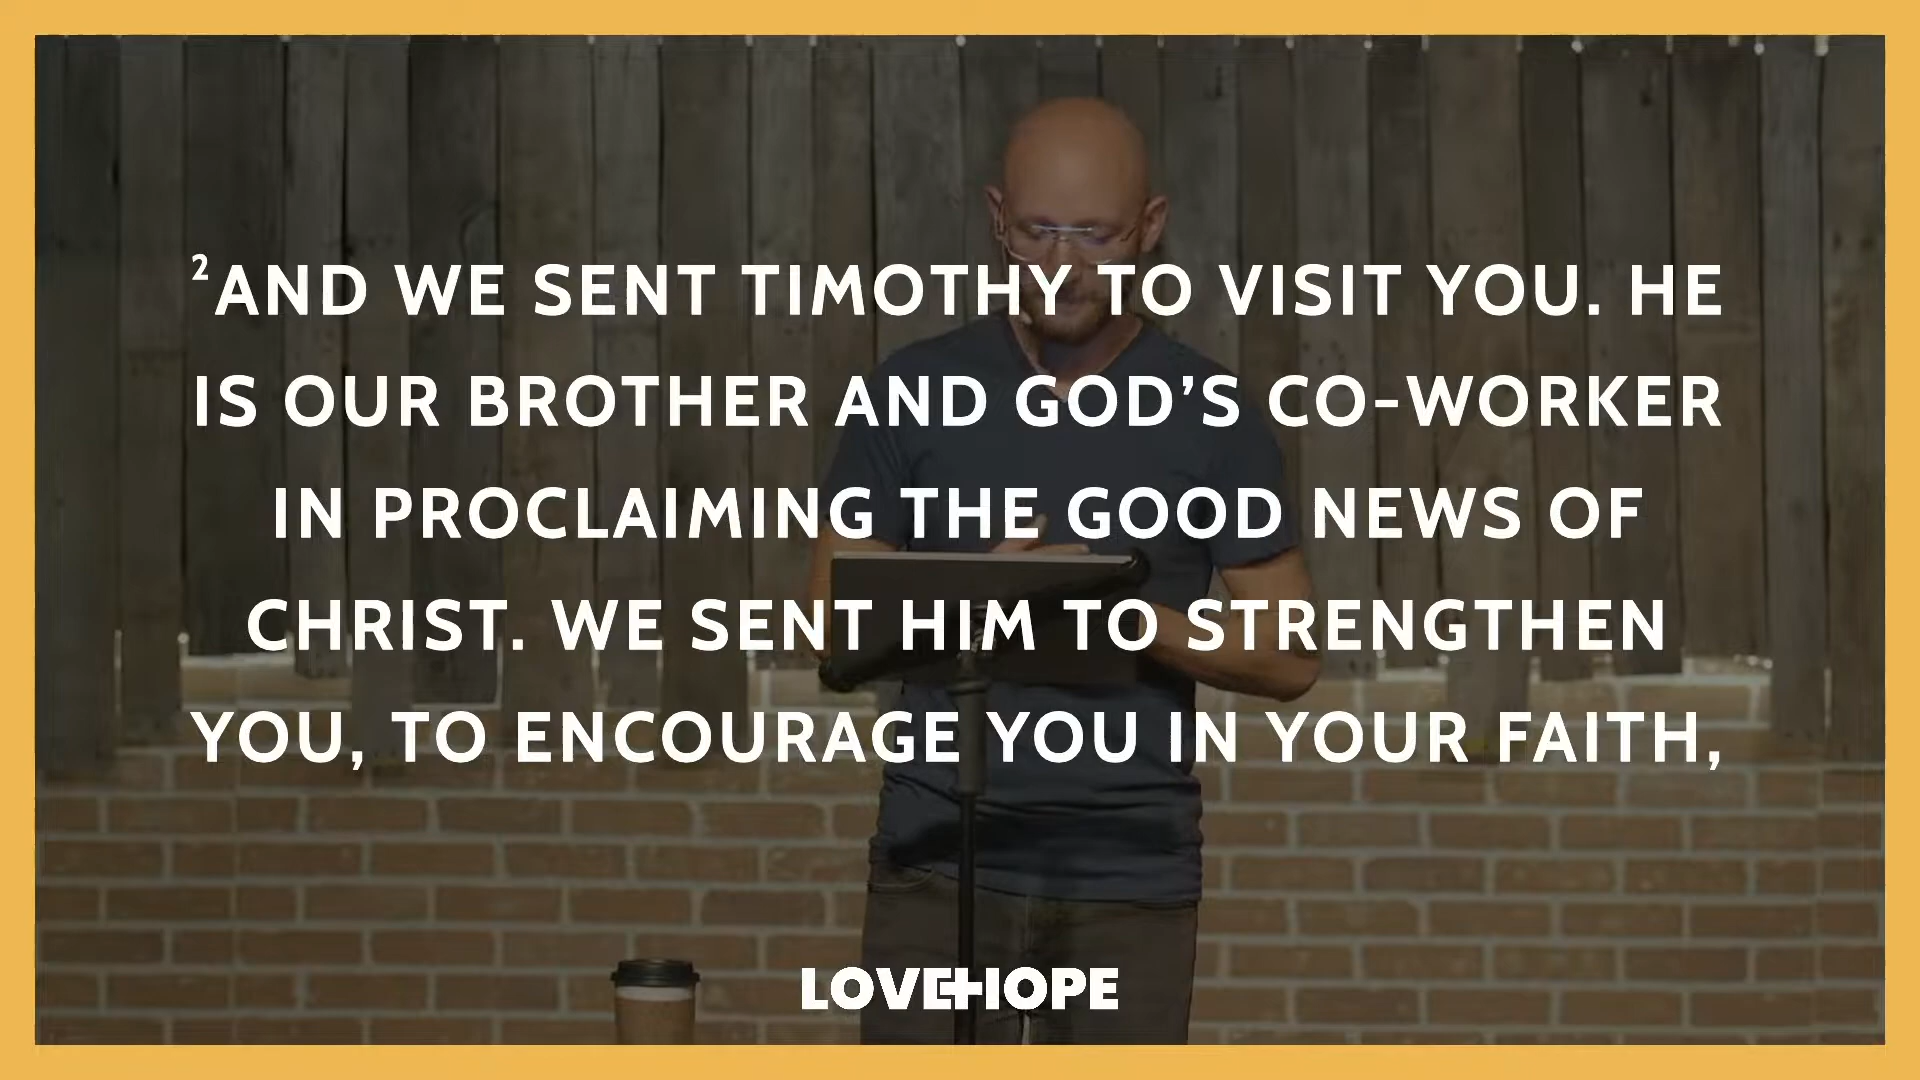 ²AND WE SENT TIMOTHY TO VISIT YOU. HE
IS OUR BROTHER AND GOD’S CO-WORKER
IN PROCLAIMING THE GOOD NEWS OF
CHRIST. WE SENT HIM TO STRENGTHEN
YOU, TO ENCOURAGE YOU IN YOUR FAITH,
LOVE+HOPE